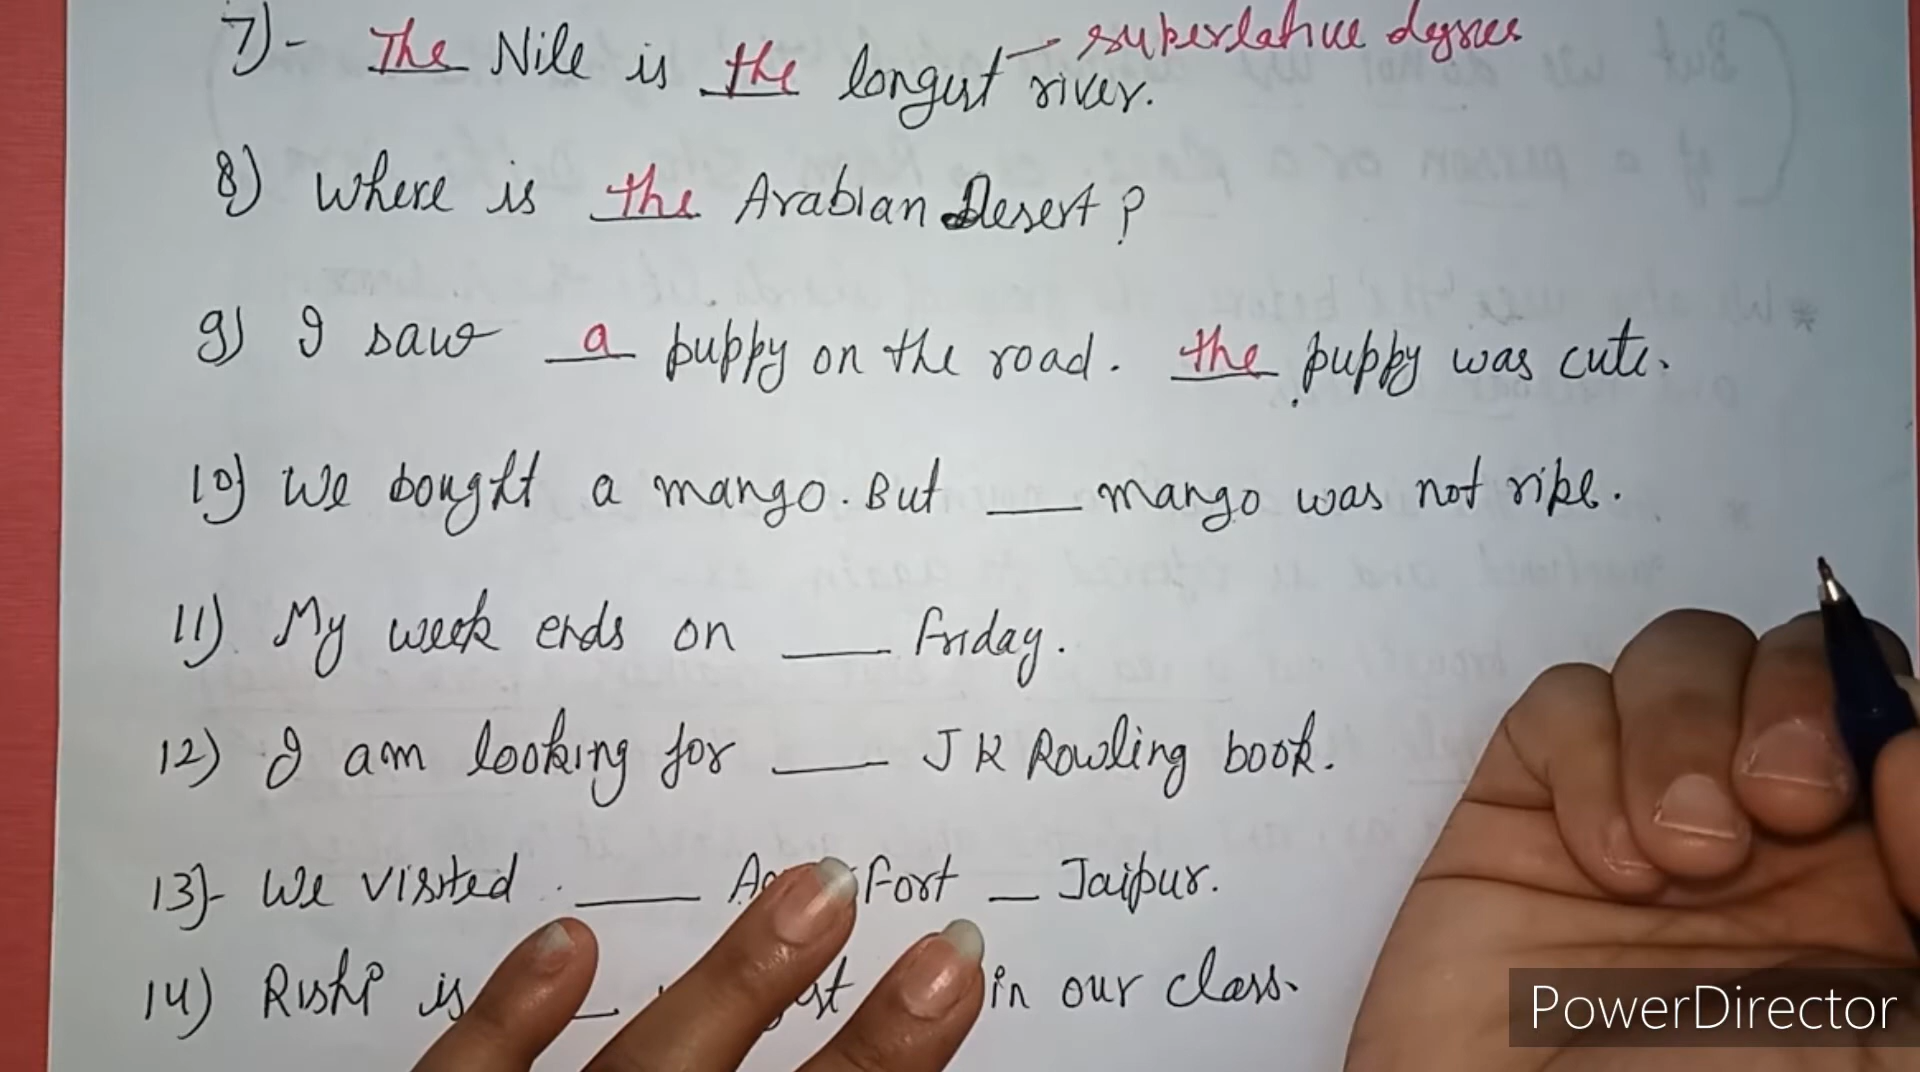 7)- The Nile is the longest river. - superlative degree
8) Where is the Arabian Desert?
9) I saw a puppy on the road. the puppy was cute.
10) We bought a mango. But ___ mango was not ripe.
11) My week ends on ___ Friday.
12) I am looking for ___ J K Rowling book.
13)- We visited ___ Fort _ Jaipur.
14) Rishi is _ in our class.
PowerDirector